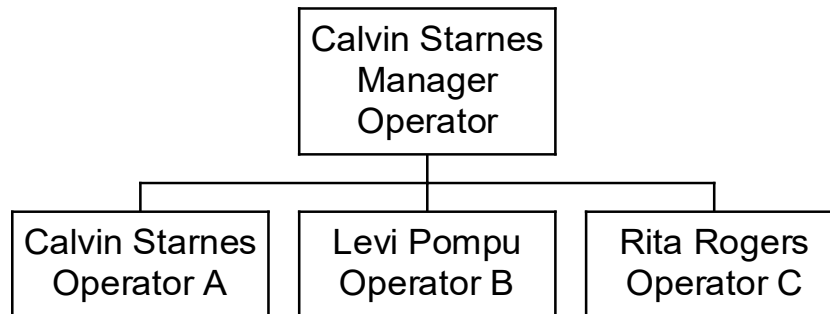 Calvin Starnes
Manager
Operator
Calvin Starnes
Operator A
Levi Pompu
Operator B
Rita Rogers
Operator C